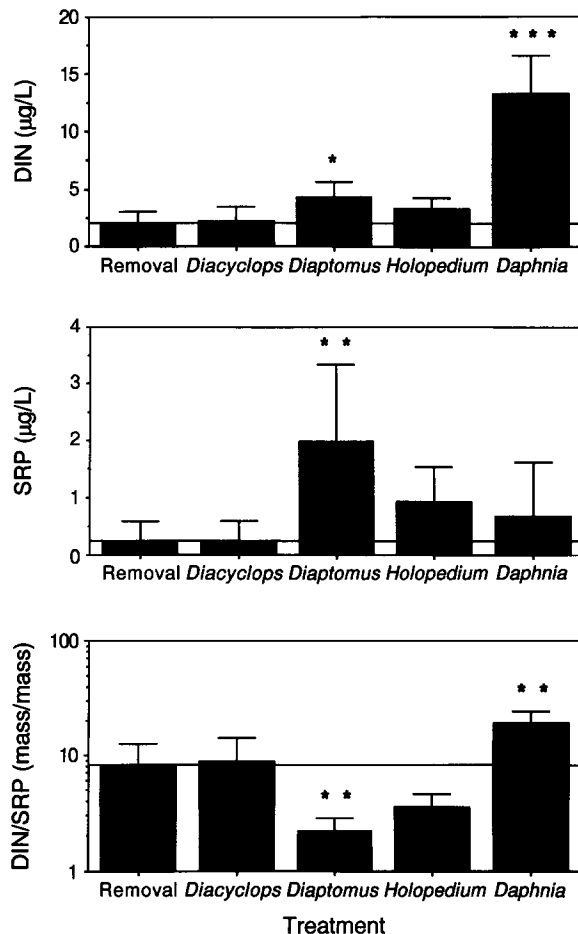 20
15
10
5
0
DIN (µg/L)
*
* * *
Removal Diacyclops Diaptomus Holopedium Daphnia
4
3
2
1
0
SRP (µg/L)
* *
Removal Diacyclops Diaptomus Holopedium Daphnia
100
10
1
DIN/SRP (mass/mass)
* *
* *
Removal Diacyclops Diaptomus Holopedium Daphnia
Treatment